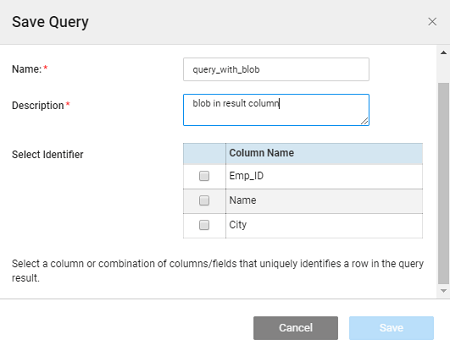 Save Query
Name: *
query_with_blob
Description *
blob in result column
Select Identifier
Column Name
Emp_ID
Name
City
Select a column or combination of columns/fields that uniquely identifies a row in the query
result.
Cancel
Save